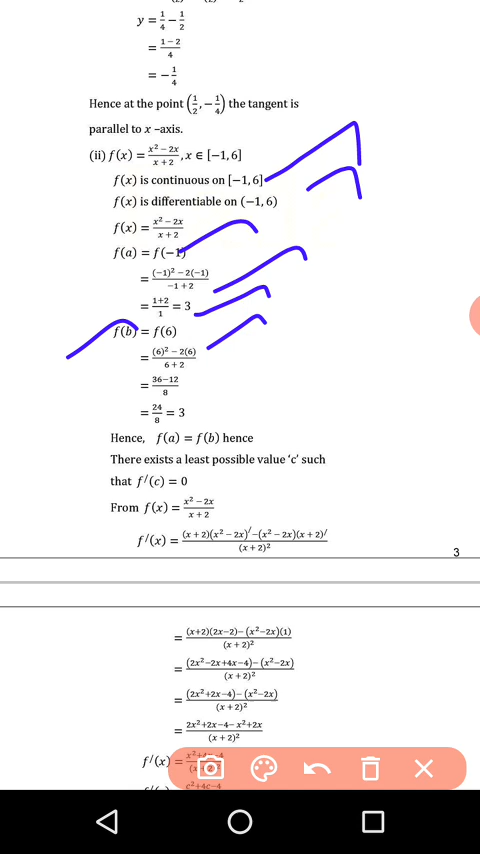 y = 1/4 − 1/2
= (1−2)/4
= −1/4
Hence at the point (1/2, −1/4) the tangent is
parallel to x –axis.
(ii) f(x) = (x² − 2x)/(x + 2), x ∈ [−1, 6]
f(x) is continuous on [−1, 6]
f(x) is differentiable on (−1, 6)
f(x) = (x² − 2x)/(x + 2)
f(a) = f(−1)
= ((−1)² − 2(−1))/(−1 + 2)
= (1+2)/1 = 3
f(b) = f(6)
= ((6)² − 2(6))/(6 + 2)
= (36−12)/8
= 24/8 = 3
Hence, f(a) = f(b) hence
There exists a least possible value ‘c’ such
that f′(c) = 0
From f(x) = (x² − 2x)/(x + 2)
f′(x) = ((x + 2)(x² − 2x)′ − (x² − 2x)(x + 2)′)/(x + 2)²
3
= ((x+2)(2x−2) − (x²−2x)(1))/(x + 2)²
= ((2x²−2x+4x−4) − (x²−2x))/(x + 2)²
= ((2x²+2x−4) − (x²−2x))/(x + 2)²
= (2x²+2x−4− x²+2x)/(x + 2)²
f′(x) =
c²+4c−4